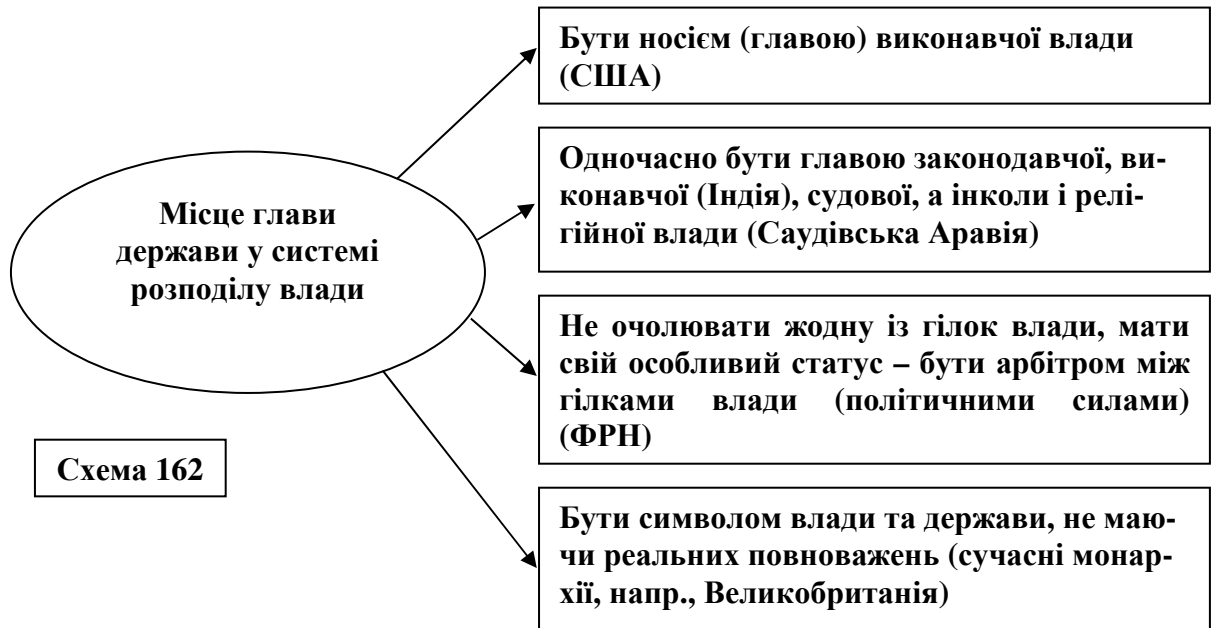 Бути носієм (главою) виконавчої влади
(США)
Одночасно бути главою законодавчої, ви-
конавчої (Індія), судової, а інколи і релі-
гійної влади (Саудівська Аравія)
Місце глави
держави у системі
розподілу влади
Не очолювати жодну із гілок влади, мати
свій особливий статус – бути арбітром між
гілками влади (політичними силами)
(ФРН)
Схема 162
Бути символом влади та держави, не маю-
чи реальних повноважень (сучасні монар-
хії, напр., Великобританія)